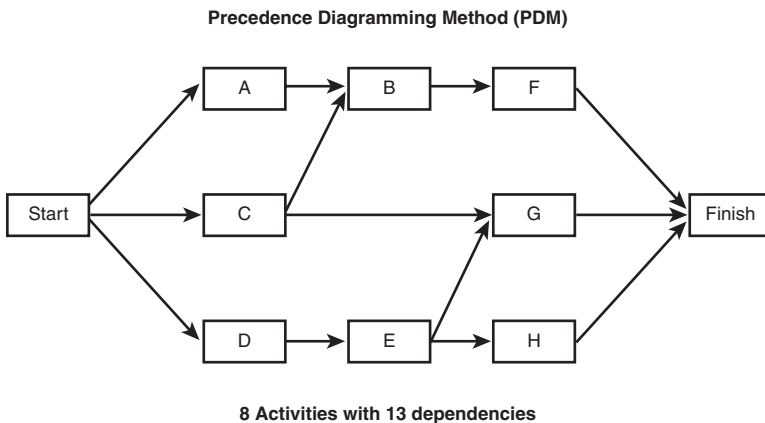 Precedence Diagramming Method (PDM)
A
B
F
Start
C
G
Finish
D
E
H
8 Activities with 13 dependencies